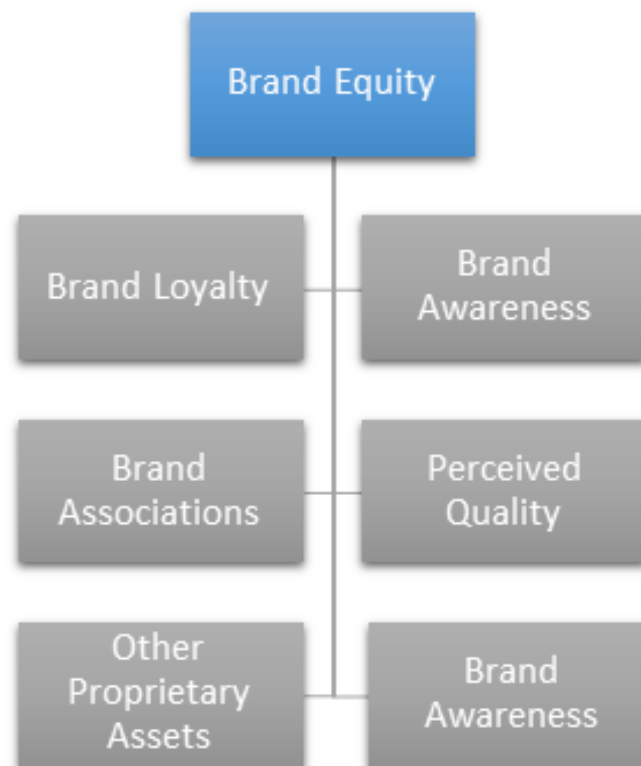 Brand Equity
Brand Loyalty
Brand
Awareness
Brand
Associations
Perceived
Quality
Other
Proprietary
Assets
Brand
Awareness